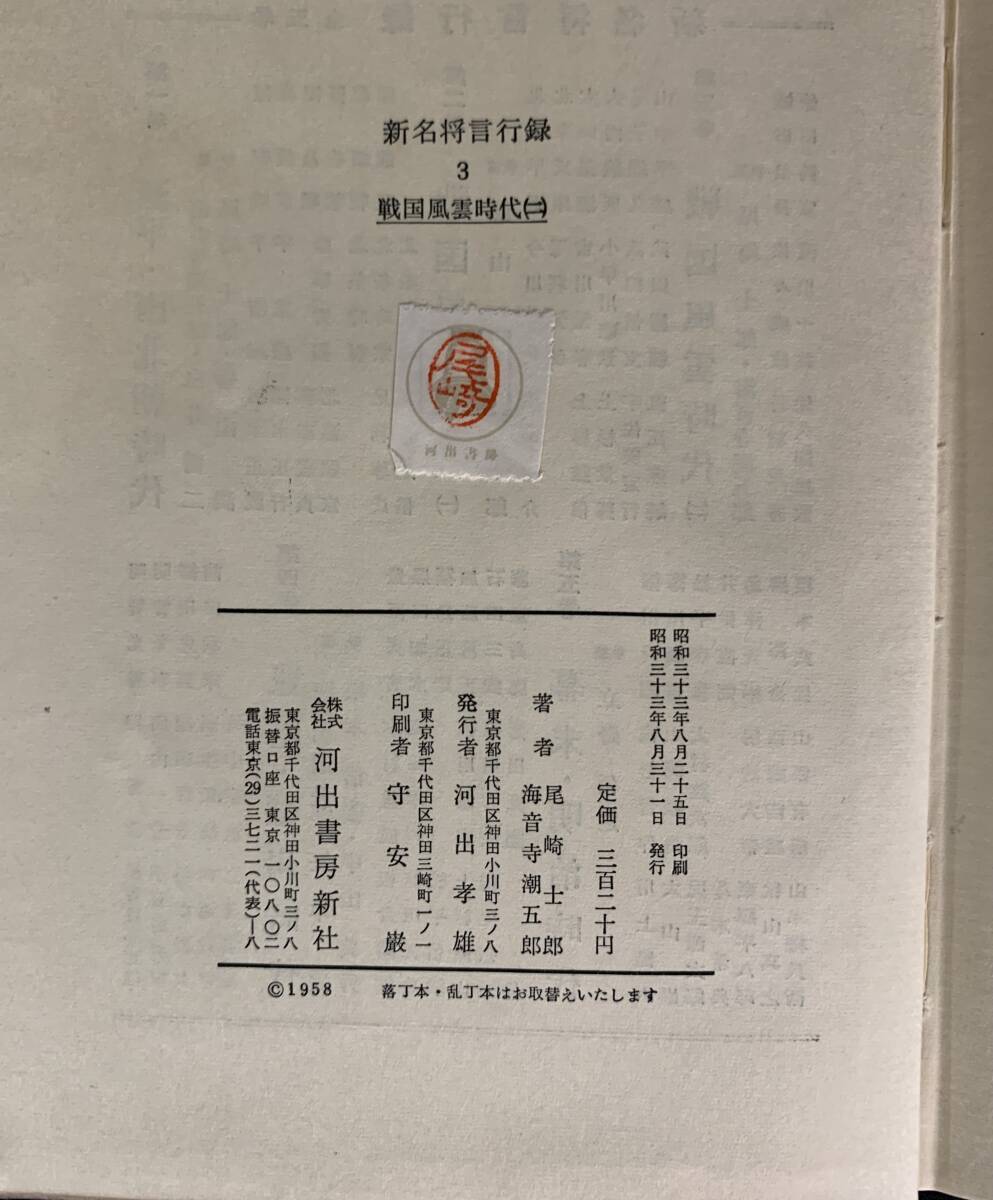 新名将言行録
3
戦国風雲時代㈡
尾崎
河出書房
昭和三十三年八月二十五日 印刷
昭和三十三年八月三十一日 発行
定価 三百二十円
著者 尾崎士郎
海音寺潮五郎
東京都千代田区神田小川町三ノ八
発行者 河出孝雄
東京都千代田区神田三崎町一ノ一
印刷者 守安巌
株式会社 河出書房新社
東京都千代田区神田小川町三ノ八
振替口座 東京 一〇八〇二
電話東京(29)三七二一(代表)―八
©1958 落丁本・乱丁本はお取替えいたします